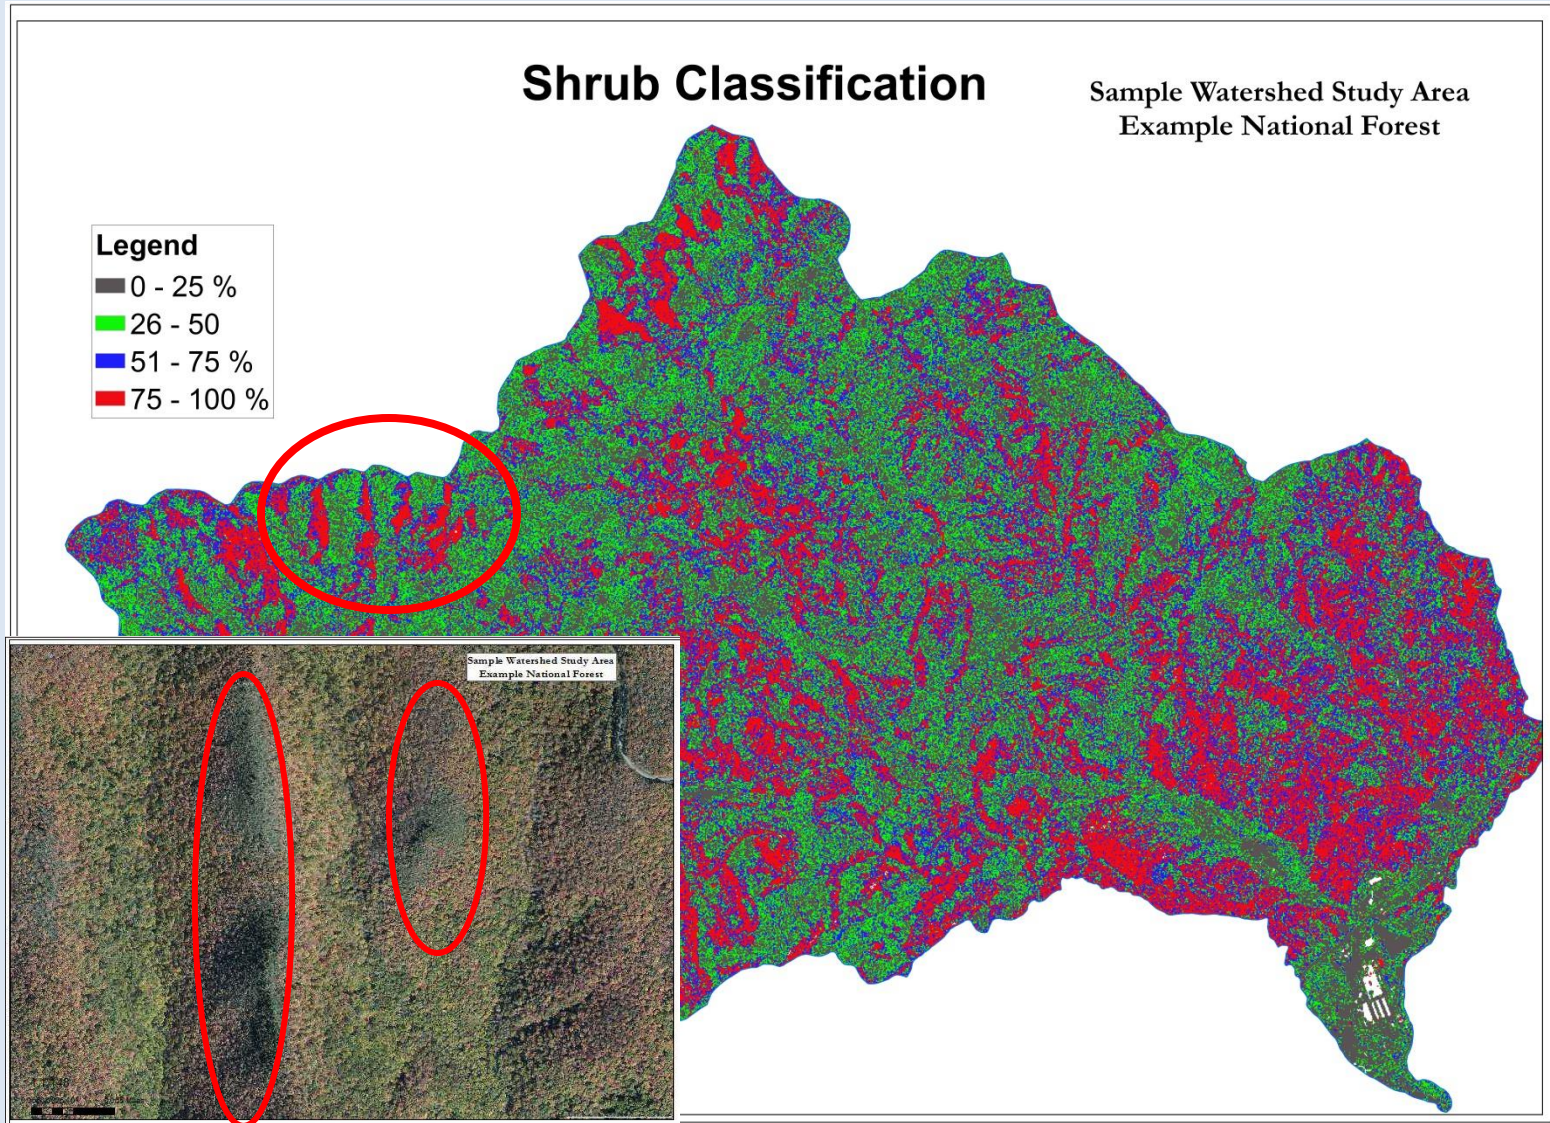 Shrub Classification
Sample Watershed Study Area
Example National Forest
Legend
0 - 25 %
26 - 50
51 - 75 %
75 - 100 %
Sample Watershed Study Area
Example National Forest